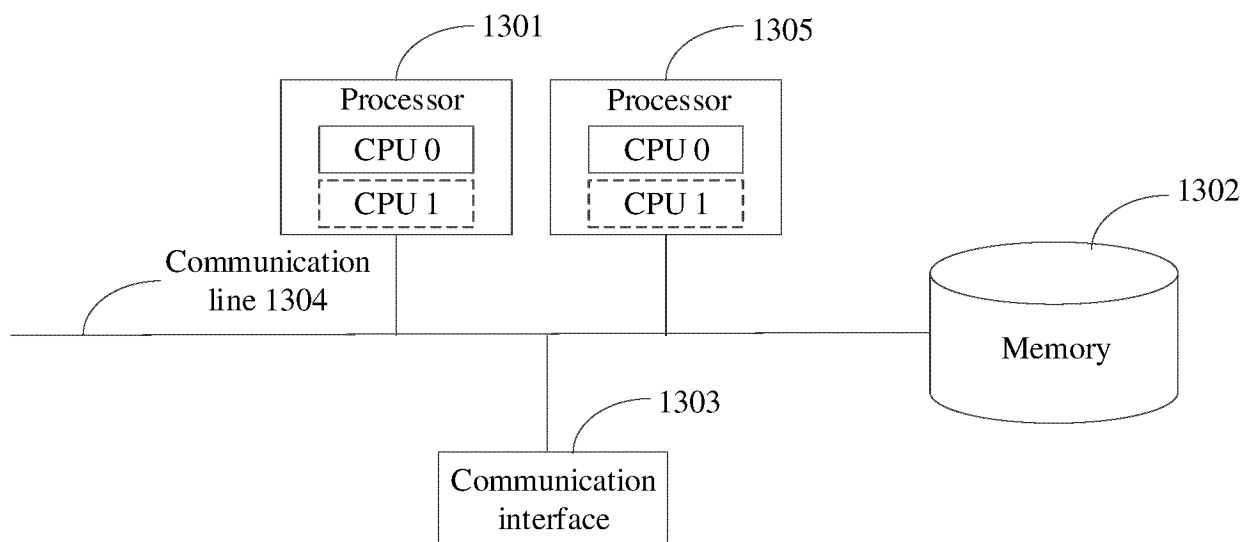 1301
1305
Processor
CPU 0
CPU 1
Processor
CPU 0
CPU 1
1302
Communication
line 1304
Memory
1303
Communication
interface